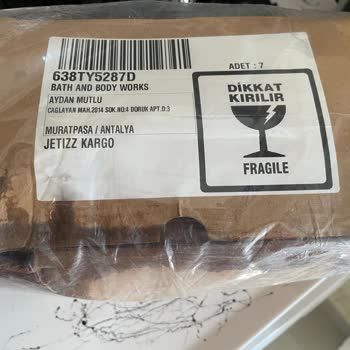 638TY5287D
BATH AND BODY WORKS
AYDAN MUTLU
CAGLAYAN MAH.2014 SOK.NO:4 DORUK APT.D:3
MURATPASA / ANTALYA
JETIZZ KARGO
ADET : 7
DİKKAT
KIRILIR
FRAGILE